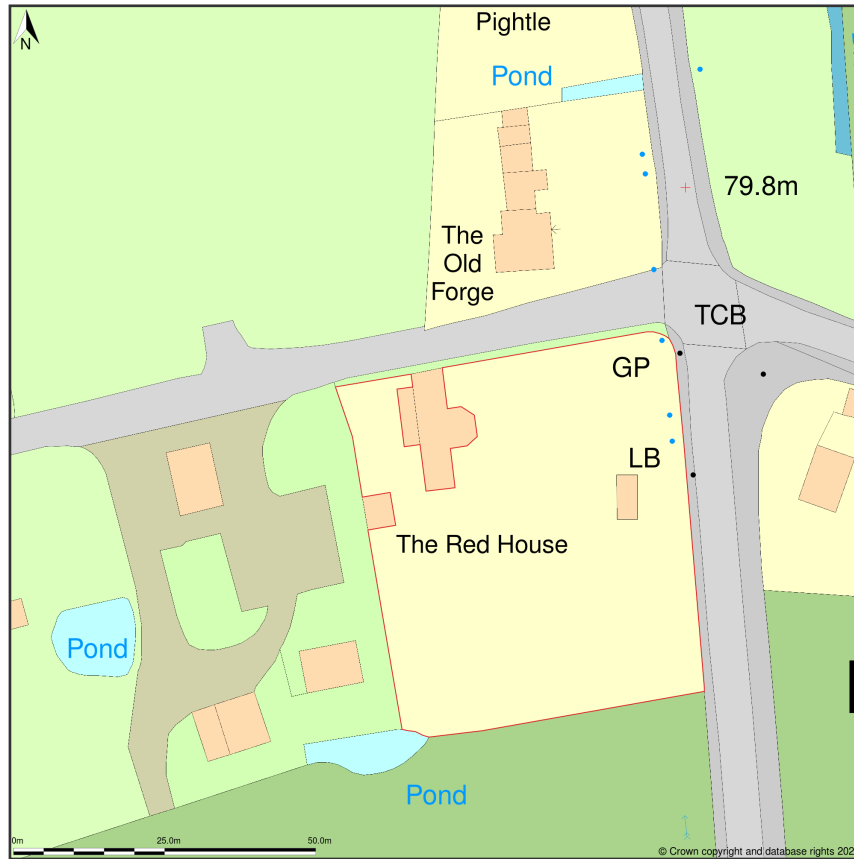 N
Pightle
Pond
79.8m
The
Old
Forge
TCB
GP
LB
The Red House
Pond
Pond
0m 25.0m 50.0m
© Crown copyright and database rights 202